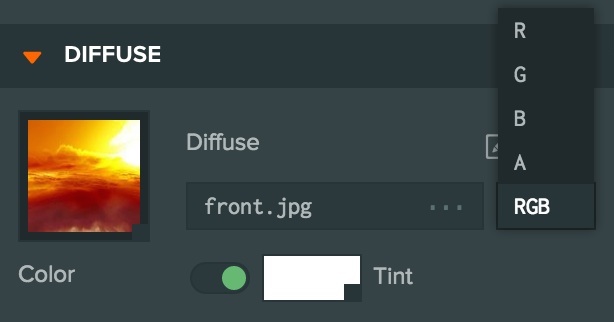 R
DIFFUSE
G
B
Diffuse
A
front.jpg ...
RGB
Color
Tint